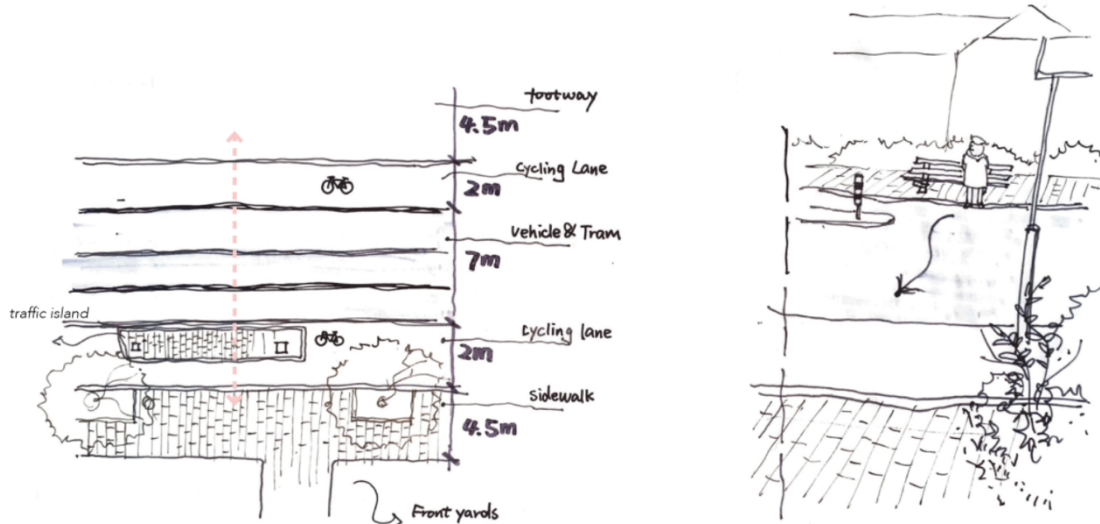 footway
4.5m
cycling Lane
2m
vehicle & Tram
7m
traffic island
cycling lane
2m
sidewalk
4.5m
Front yards